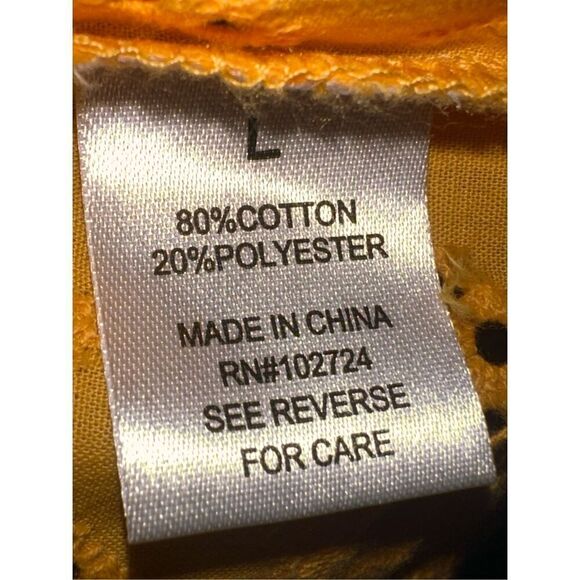 L
80%COTTON
20%POLYESTER
MADE IN CHINA
RN#102724
SEE REVERSE
FOR CARE